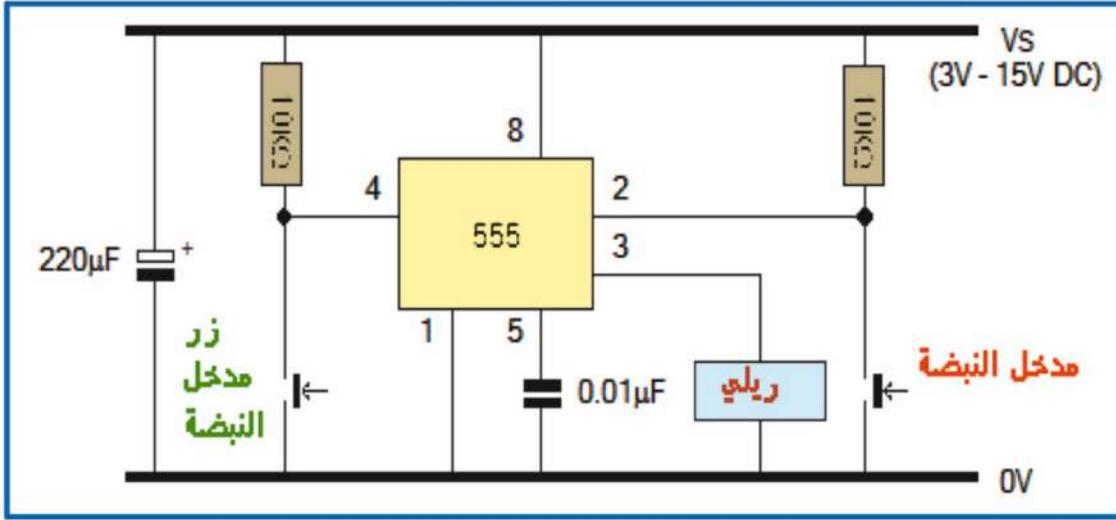 Vs
(3V - 15V DC)
10KΩ
10KΩ
8
4
2
555
3
220µF
+
1
5
زر
مدخل
النبضة
0.01µF
ريلي
مدخل النبضة
0V